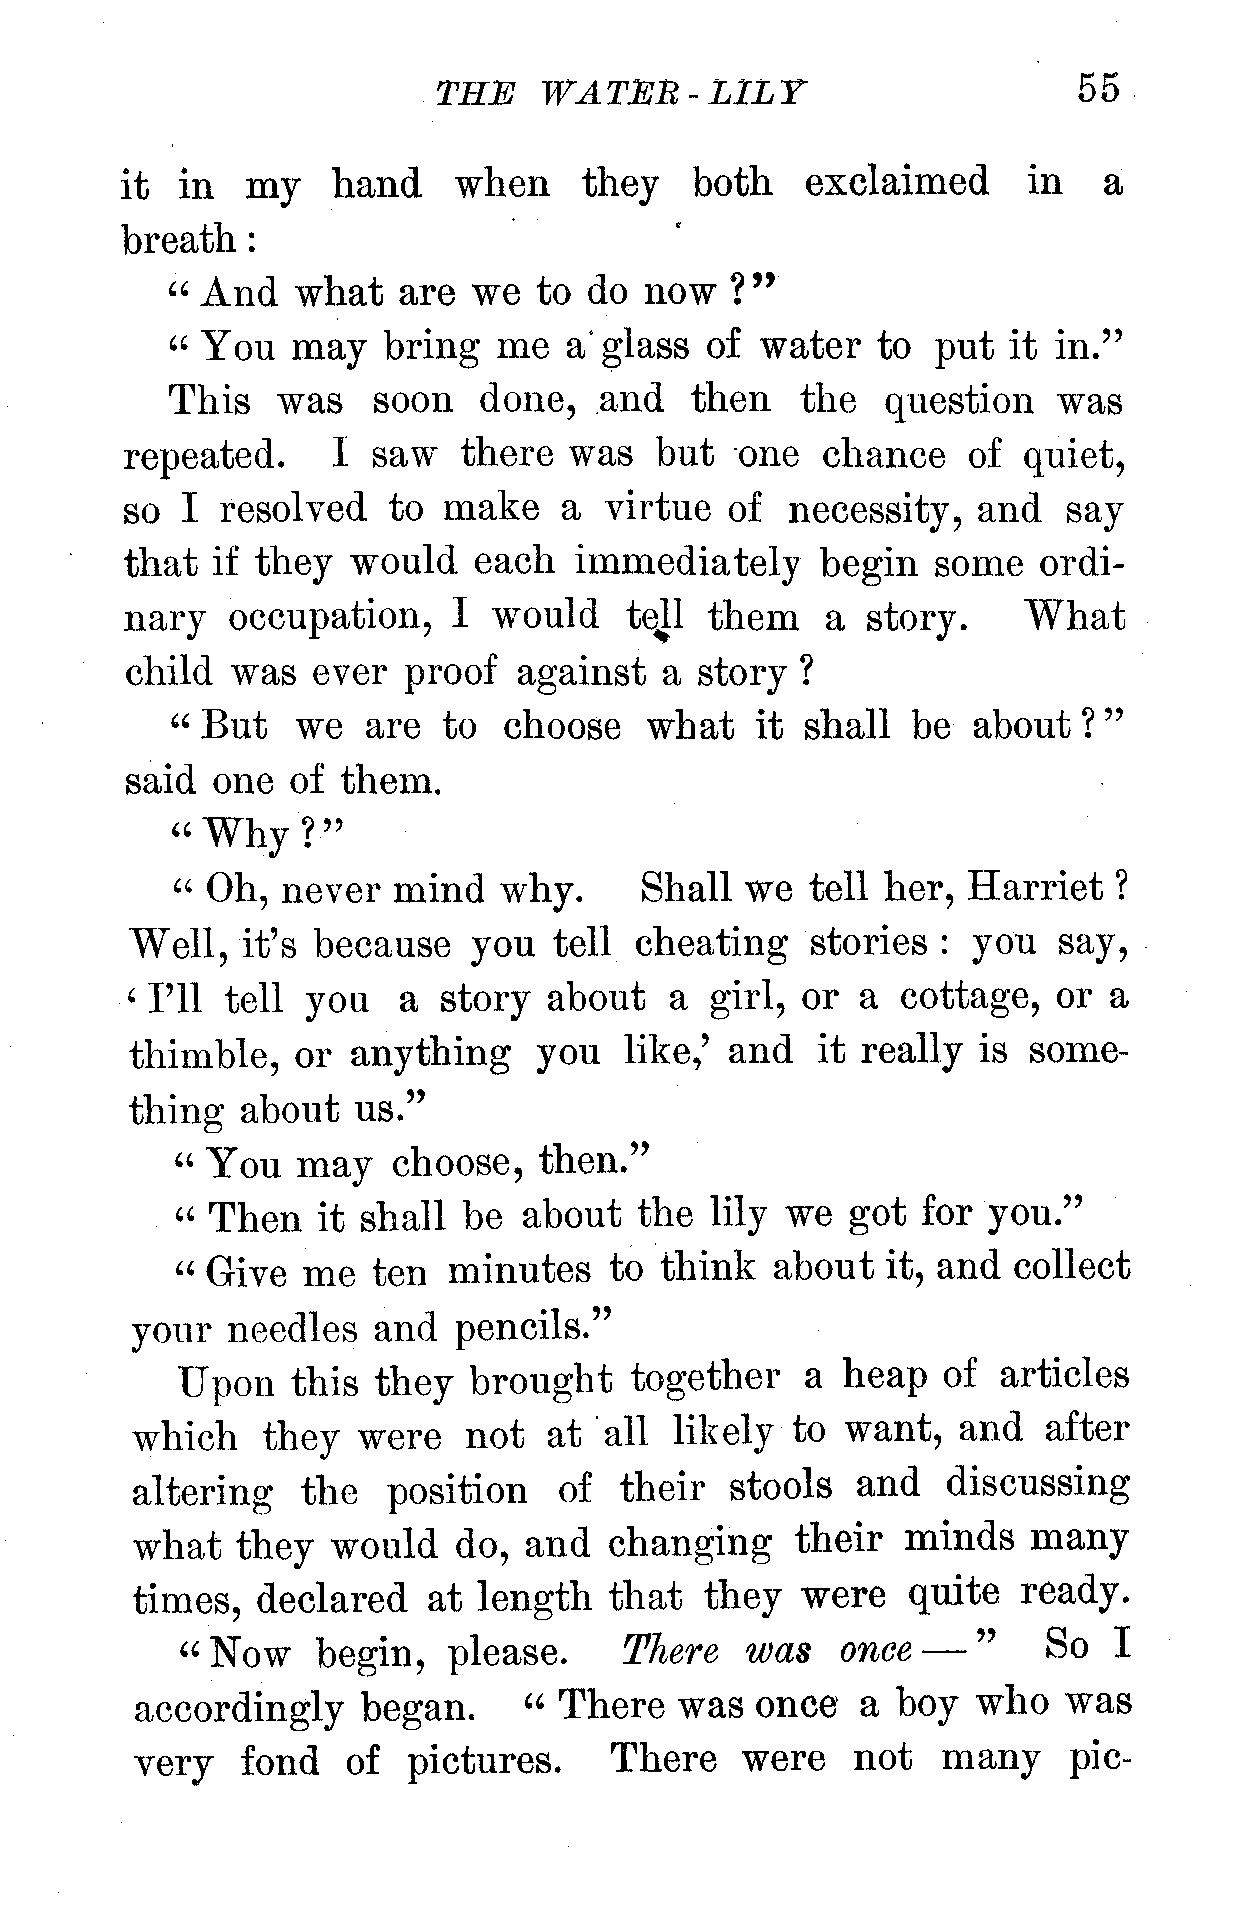 THE WATER-LILY 55
it in my hand when they both exclaimed in a
breath :
“ And what are we to do now ?”
“ You may bring me a glass of water to put it in.”
This was soon done, and then the question was
repeated. I saw there was but one chance of quiet,
so I resolved to make a virtue of necessity, and say
that if they would each immediately begin some ordi-
nary occupation, I would tell them a story. What
child was ever proof against a story ?
“ But we are to choose what it shall be about ? ”
said one of them.
“ Why ?”
“ Oh, never mind why. Shall we tell her, Harriet ?
Well, it’s because you tell cheating stories : you say,
‘ I’ll tell you a story about a girl, or a cottage, or a
thimble, or anything you like,’ and it really is some-
thing about us.”
“ You may choose, then.”
“ Then it shall be about the lily we got for you.”
“ Give me ten minutes to think about it, and collect
your needles and pencils.”
Upon this they brought together a heap of articles
which they were not at all likely to want, and after
altering the position of their stools and discussing
what they would do, and changing their minds many
times, declared at length that they were quite ready.
“ Now begin, please. There was once — ” So I
accordingly began. “ There was once a boy who was
very fond of pictures. There were not many pic-